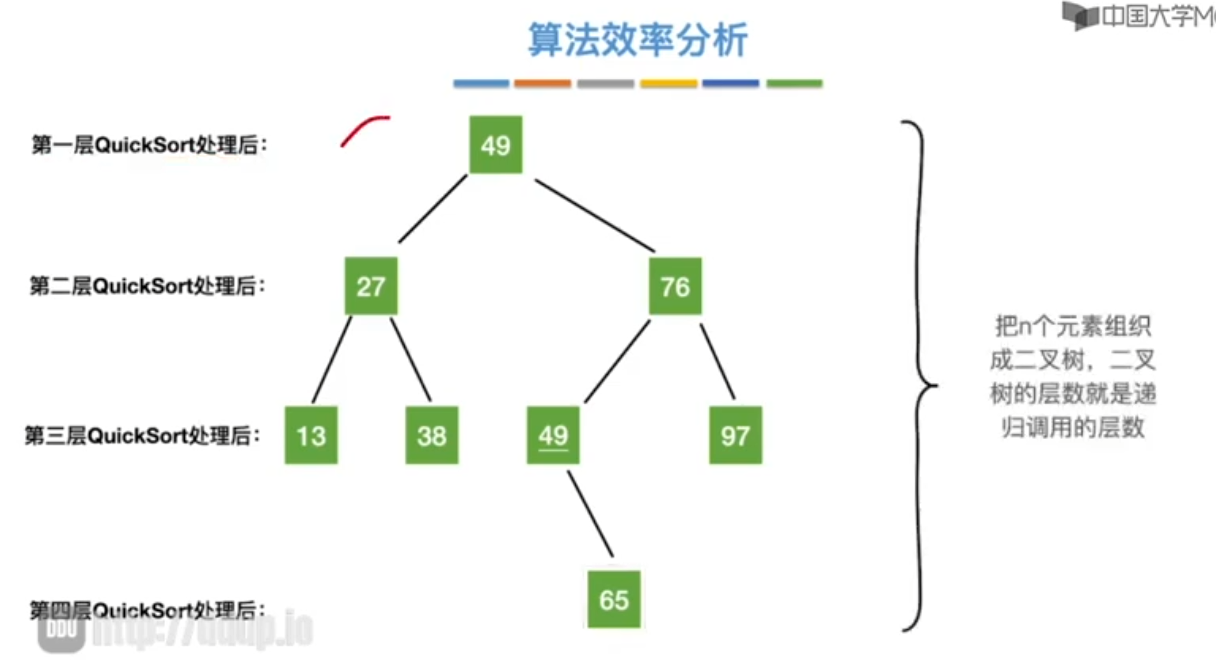 中国大学M
算法效率分析
第一层QuickSort处理后：
49
第二层QuickSort处理后：
27 76
第三层QuickSort处理后：
13 38 49 97
第四层QuickSort处理后：
65
把n个元素组织
成二叉树，二叉
树的层数就是递
归调用的层数